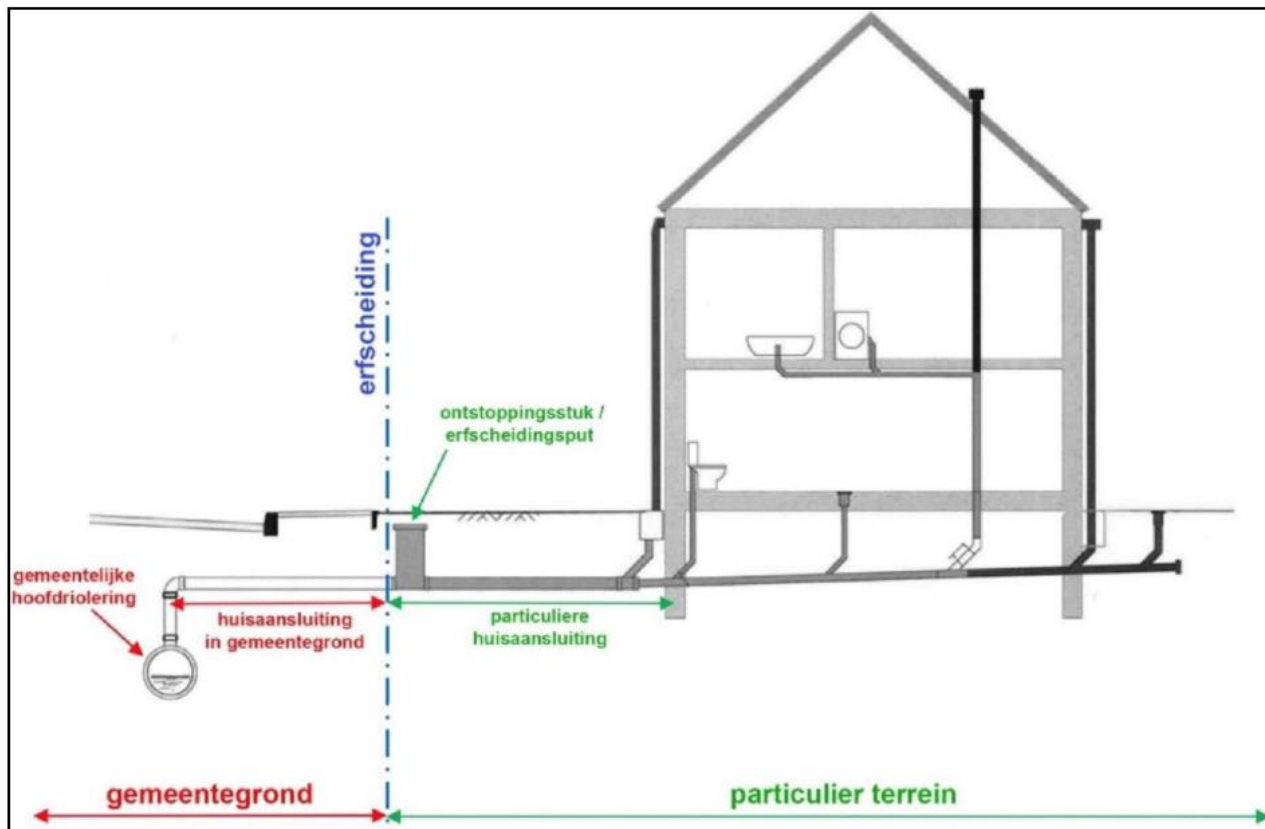 erfscheiding
ontstoppingsstuk /
erfscheidingsput
gemeentelijke
hoofdriolering
huisaansluiting
in gemeentegrond
particuliere
huisaansluiting
gemeentegrond
particulier terrein